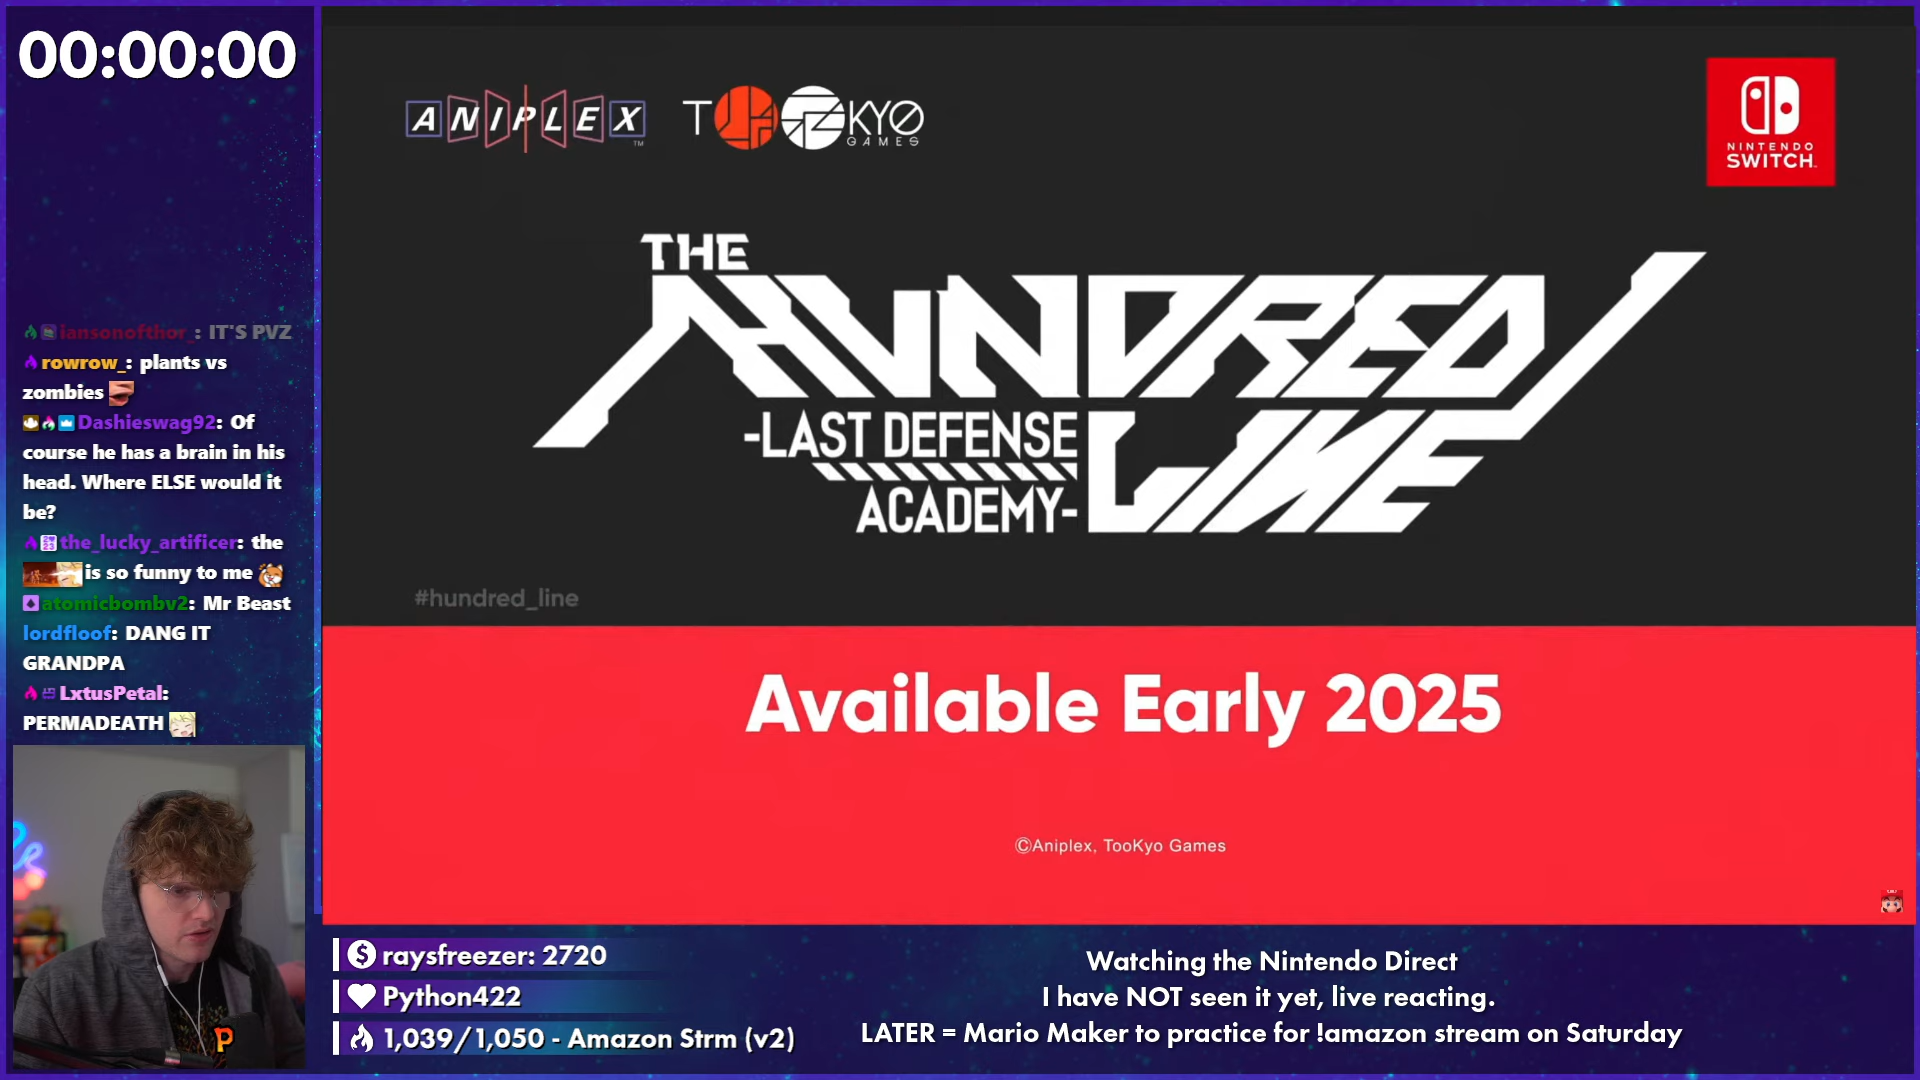 00:00:00
iansonofthor_: IT'S PVZ
rowrow_: plants vs
zombies
Dashieswag92: Of
course he has a brain in his
head. Where ELSE would it
be?
the_lucky_artificer: the
is so funny to me
atomicbombv2: Mr Beast
lordfloof: DANG IT
GRANDPA
LxtusPetal:
PERMADEATH
ANIPLEX TM
TOOKYO
GAMES
NINTENDO
SWITCH
THE
HUNDRED
LINE
-LAST DEFENSE
ACADEMY-
#hundred_line
Available Early 2025
©Aniplex, TooKyo Games
raysfreezer: 2720
Python422
1,039/1,050 - Amazon Strm (v2)
Watching the Nintendo Direct
I have NOT seen it yet, live reacting.
LATER = Mario Maker to practice for !amazon stream on Saturday